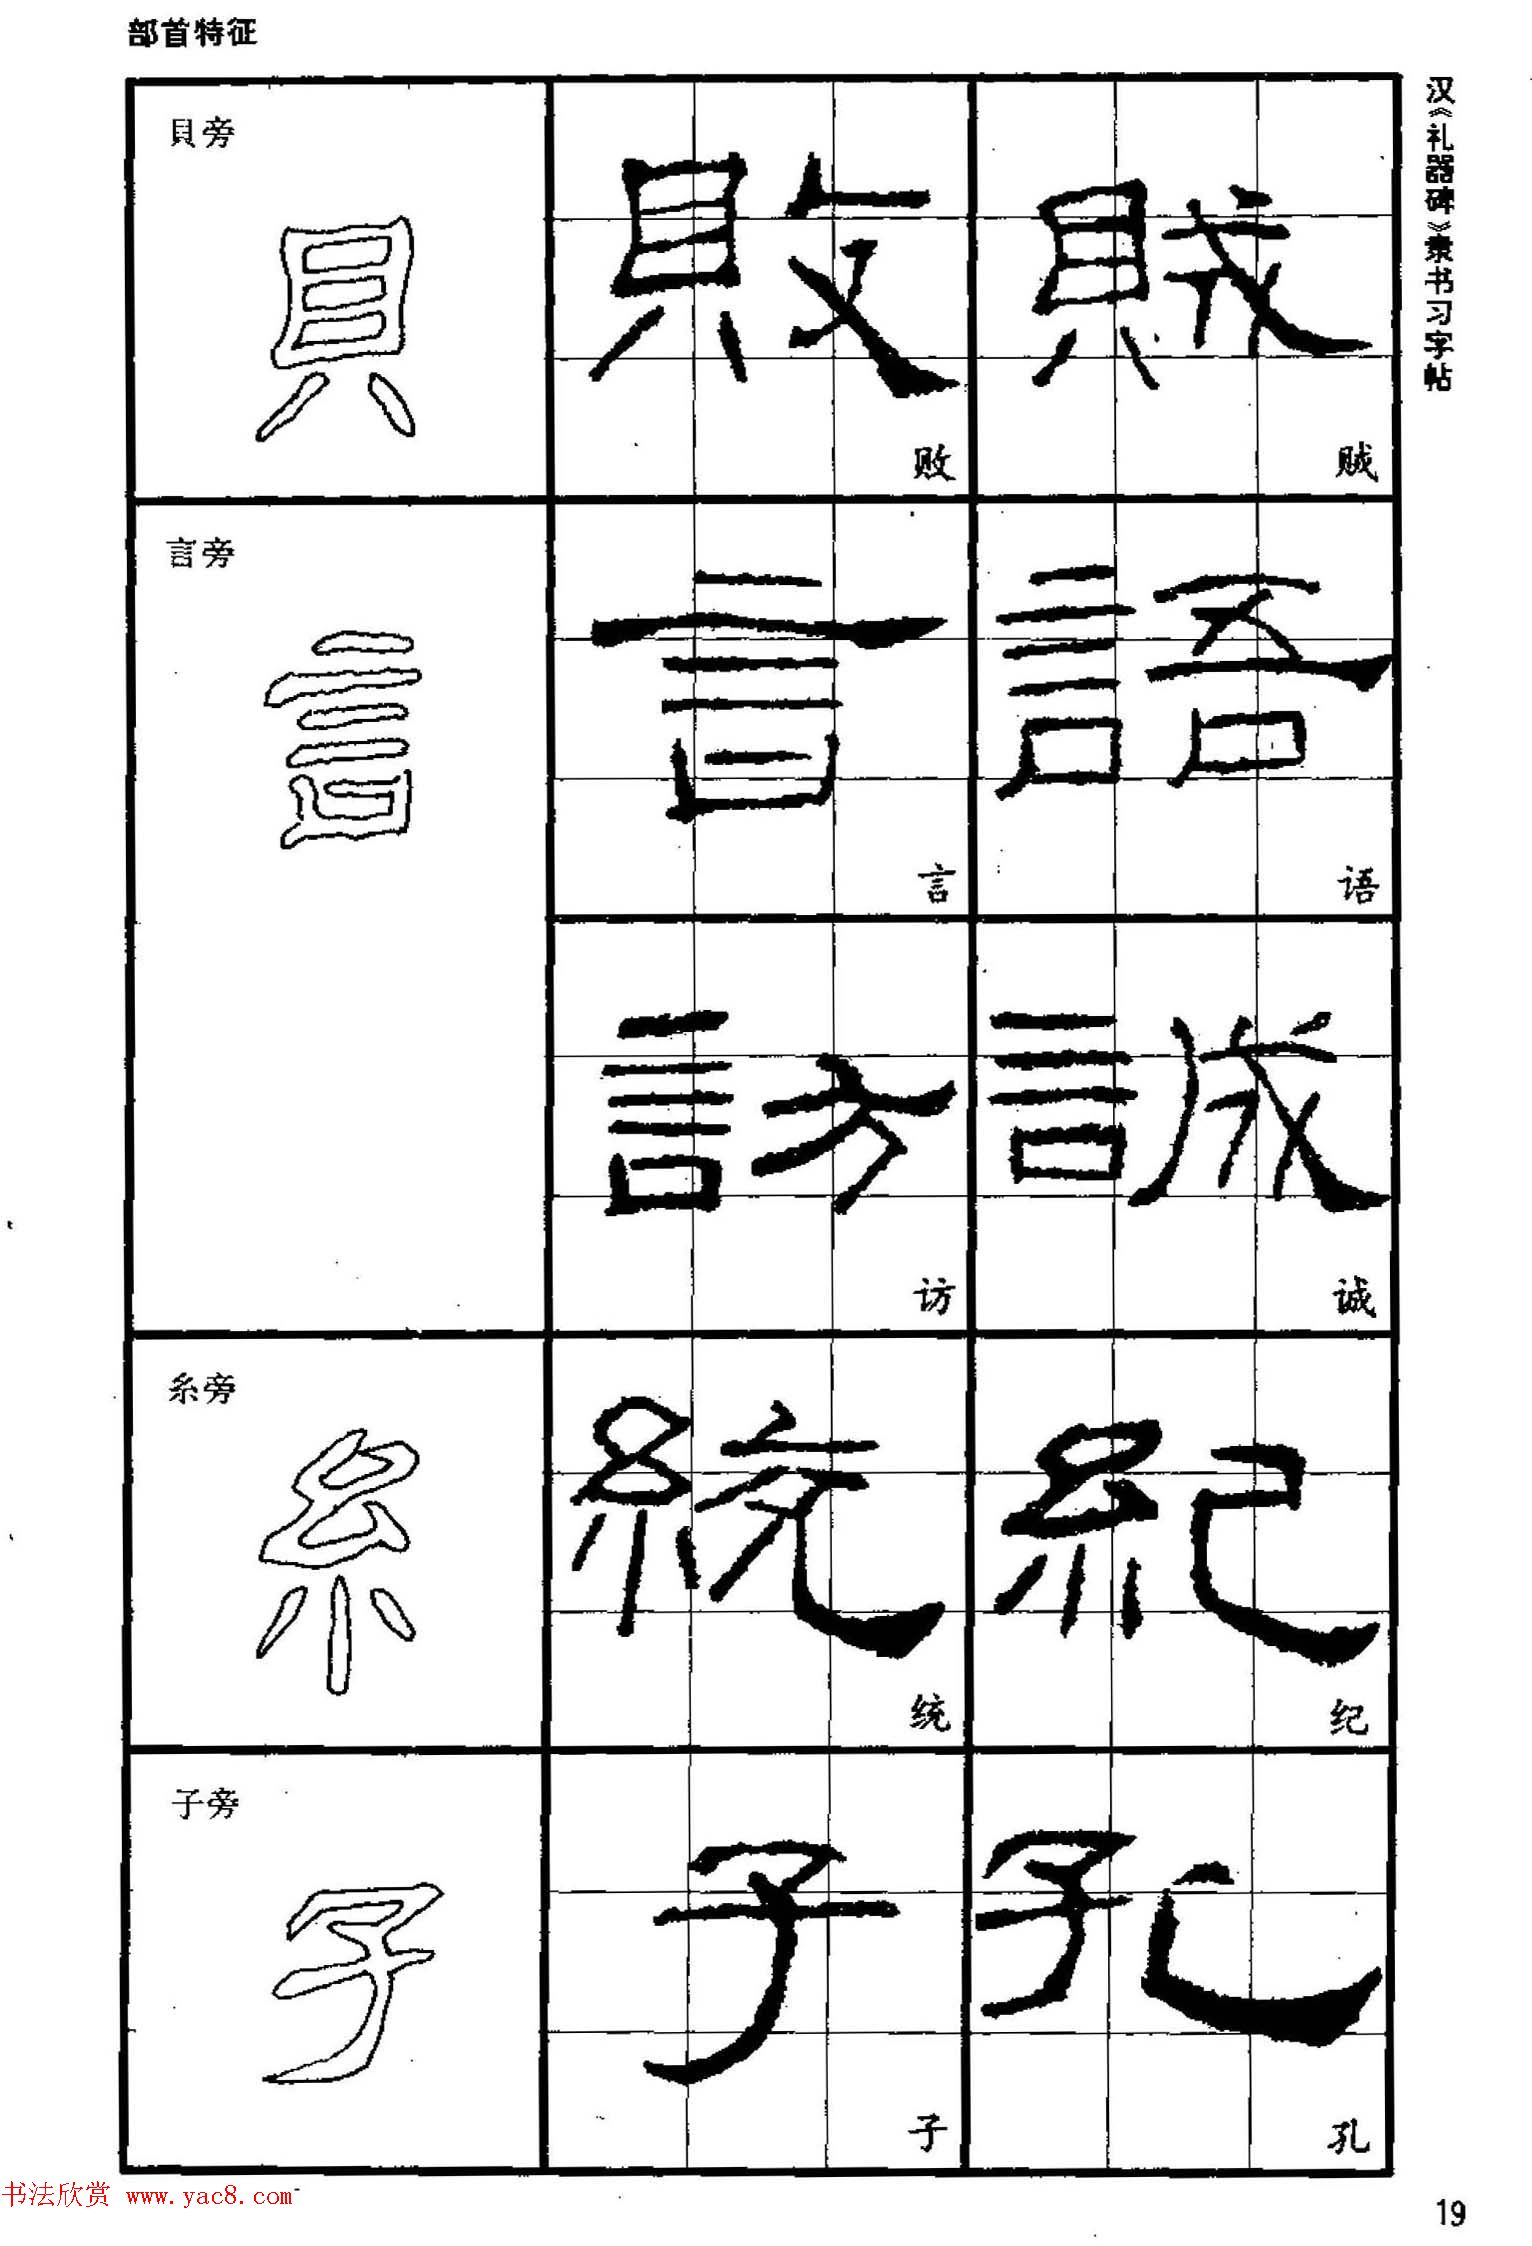 部首特征
汉《礼器碑》隶书习字帖
貝旁
貝
敗
败
賊
贼
言旁
言
言
言
語
语
訪
访
誠
诚
糸旁
糸
統
统
紀
纪
子旁
子
子
子
孔
孔
书法欣赏 www.yac8.com
19